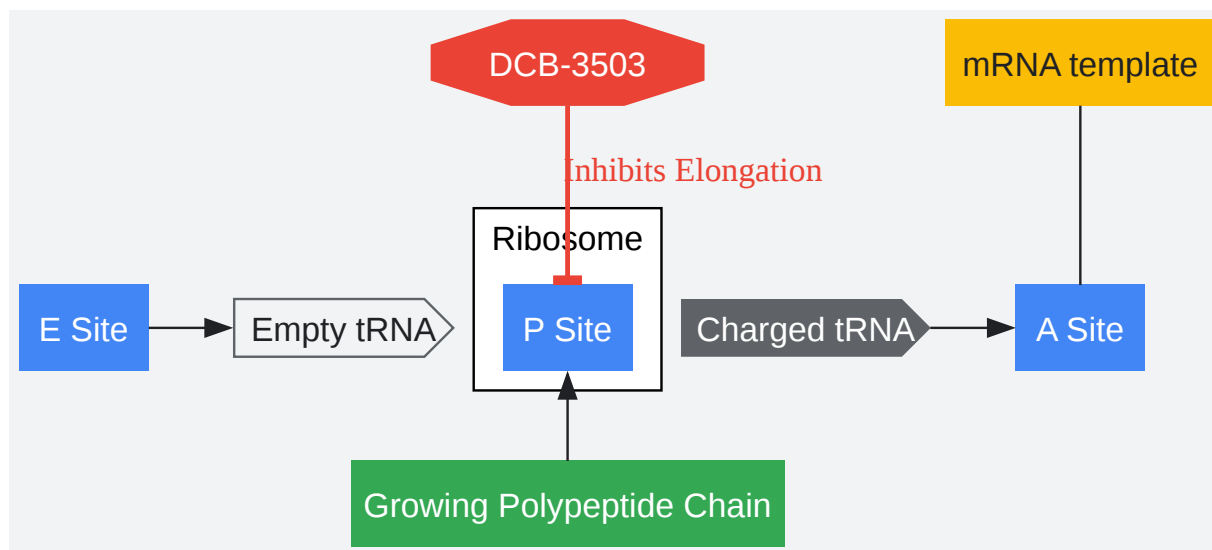 DCB-3503
mRNA template
Inhibits Elongation
Ribosome
E Site
Empty tRNA
P Site
Charged tRNA
A Site
Growing Polypeptide Chain